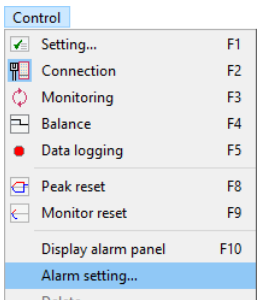 Control
Setting... F1
Connection F2
Monitoring F3
Balance F4
Data logging F5
Peak reset F8
Monitor reset F9
Display alarm panel F10
Alarm setting...